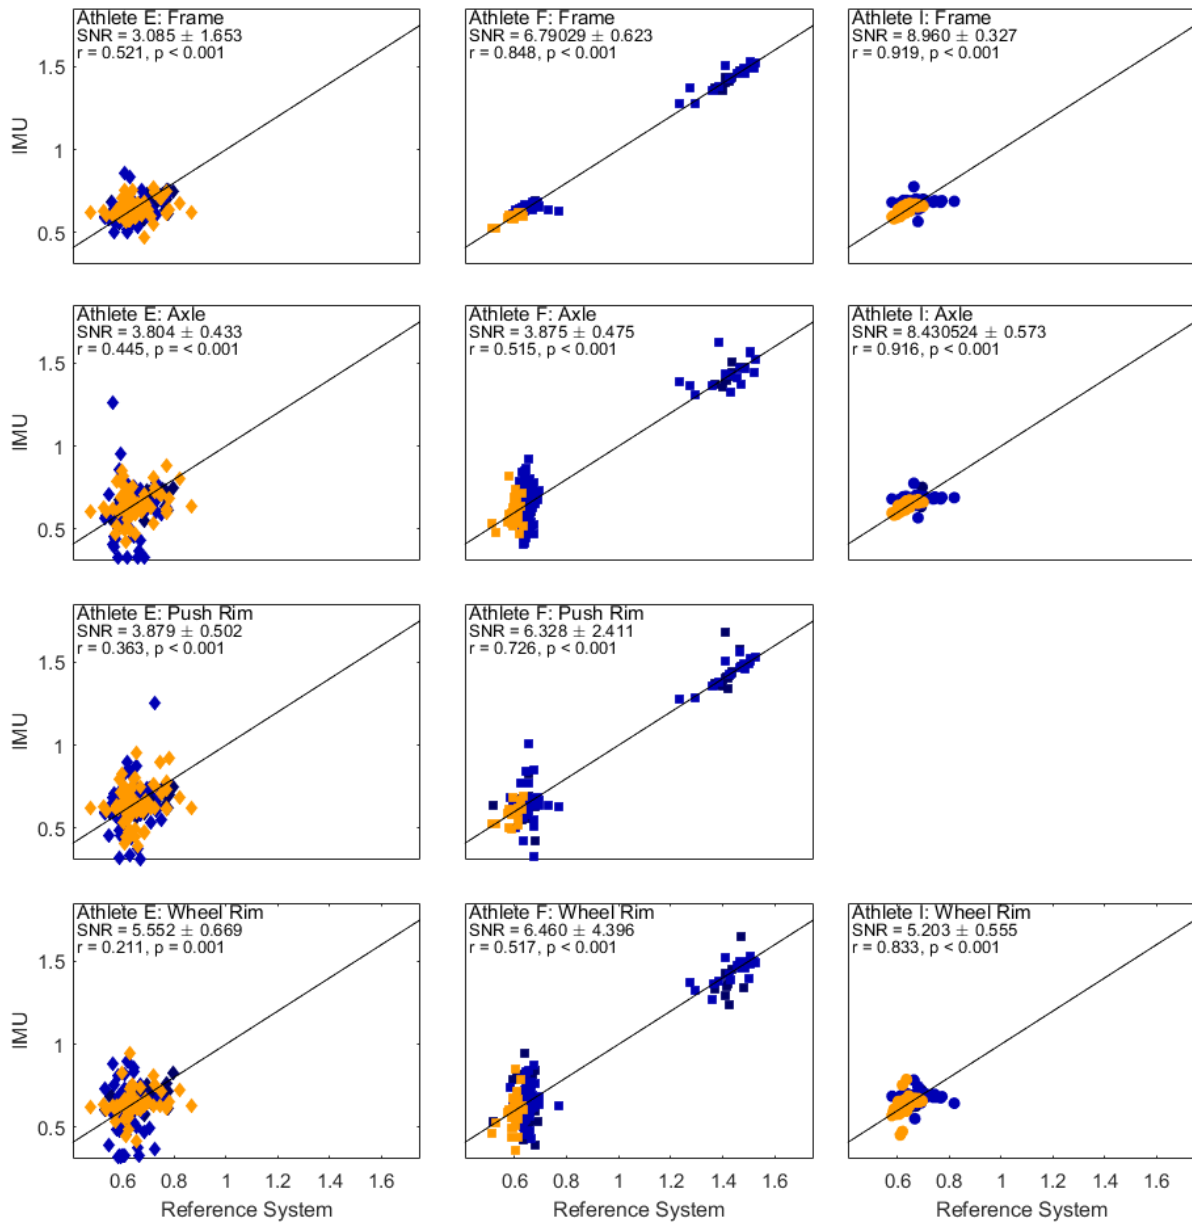 Athlete E: Frame
SNR = 3.085 ± 1.653
r = 0.521, p < 0.001
1.5
1
0.5
IMU
Athlete F: Frame
SNR = 6.79029 ± 0.623
r = 0.848, p < 0.001
Athlete I: Frame
SNR = 8.960 ± 0.327
r = 0.919, p < 0.001
Athlete E: Axle
SNR = 3.804 ± 0.433
r = 0.445, p = < 0.001
1.5
1
0.5
IMU
Athlete F: Axle
SNR = 3.875 ± 0.475
r = 0.515, p < 0.001
Athlete I: Axle
SNR = 8.430524 ± 0.573
r = 0.916, p < 0.001
Athlete E: Push Rim
SNR = 3.879 ± 0.502
r = 0.363, p < 0.001
1.5
1
0.5
IMU
Athlete F: Push Rim
SNR = 6.328 ± 2.411
r = 0.726, p < 0.001
Athlete E: Wheel Rim
SNR = 5.552 ± 0.669
r = 0.211, p = 0.001
1.5
1
0.5
IMU
0.6 0.8 1 1.2 1.4 1.6
Reference System
Athlete F: Wheel Rim
SNR = 6.460 ± 4.396
r = 0.517, p < 0.001
0.6 0.8 1 1.2 1.4 1.6
Reference System
Athlete I: Wheel Rim
SNR = 5.203 ± 0.555
r = 0.833, p < 0.001
0.6 0.8 1 1.2 1.4 1.6
Reference System